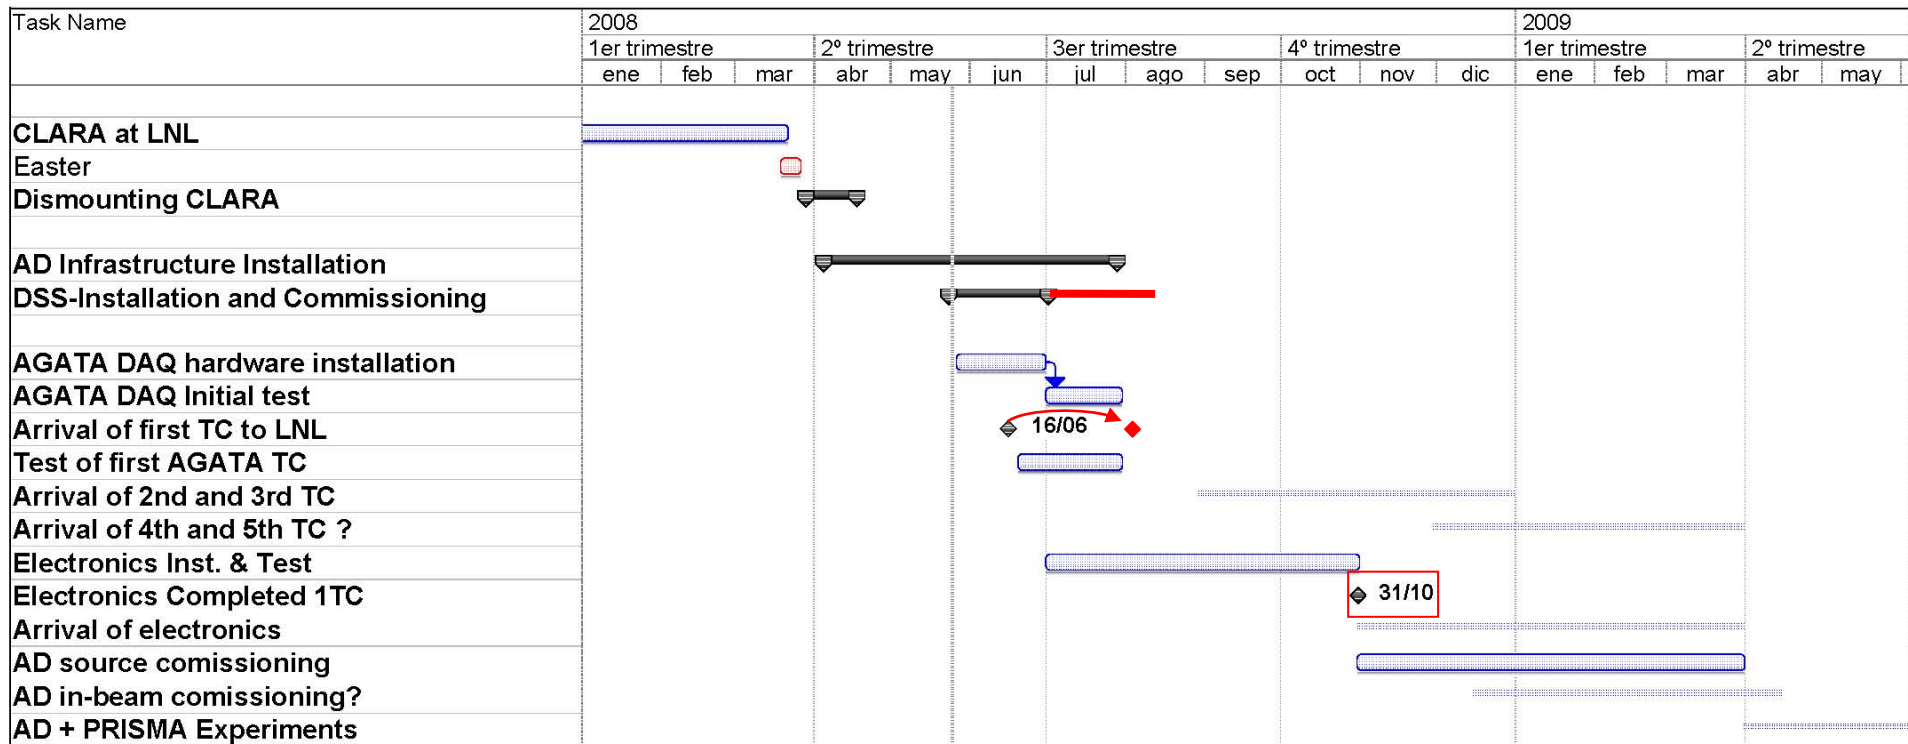 Task Name 2008 2009
1er trimestre 2º trimestre 3er trimestre 4º trimestre 1er trimestre 2º trimestre
ene feb mar abr may jun jul ago sep oct nov dic ene feb mar abr may
CLARA at LNL
Easter
Dismounting CLARA
AD Infrastructure Installation
DSS-Installation and Commissioning
AGATA DAQ hardware installation
AGATA DAQ Initial test
Arrival of first TC to LNL 16/06
Test of first AGATA TC
Arrival of 2nd and 3rd TC
Arrival of 4th and 5th TC ?
Electronics Inst. & Test
Electronics Completed 1TC 31/10
Arrival of electronics
AD source comissioning
AD in-beam comissioning?
AD + PRISMA Experiments